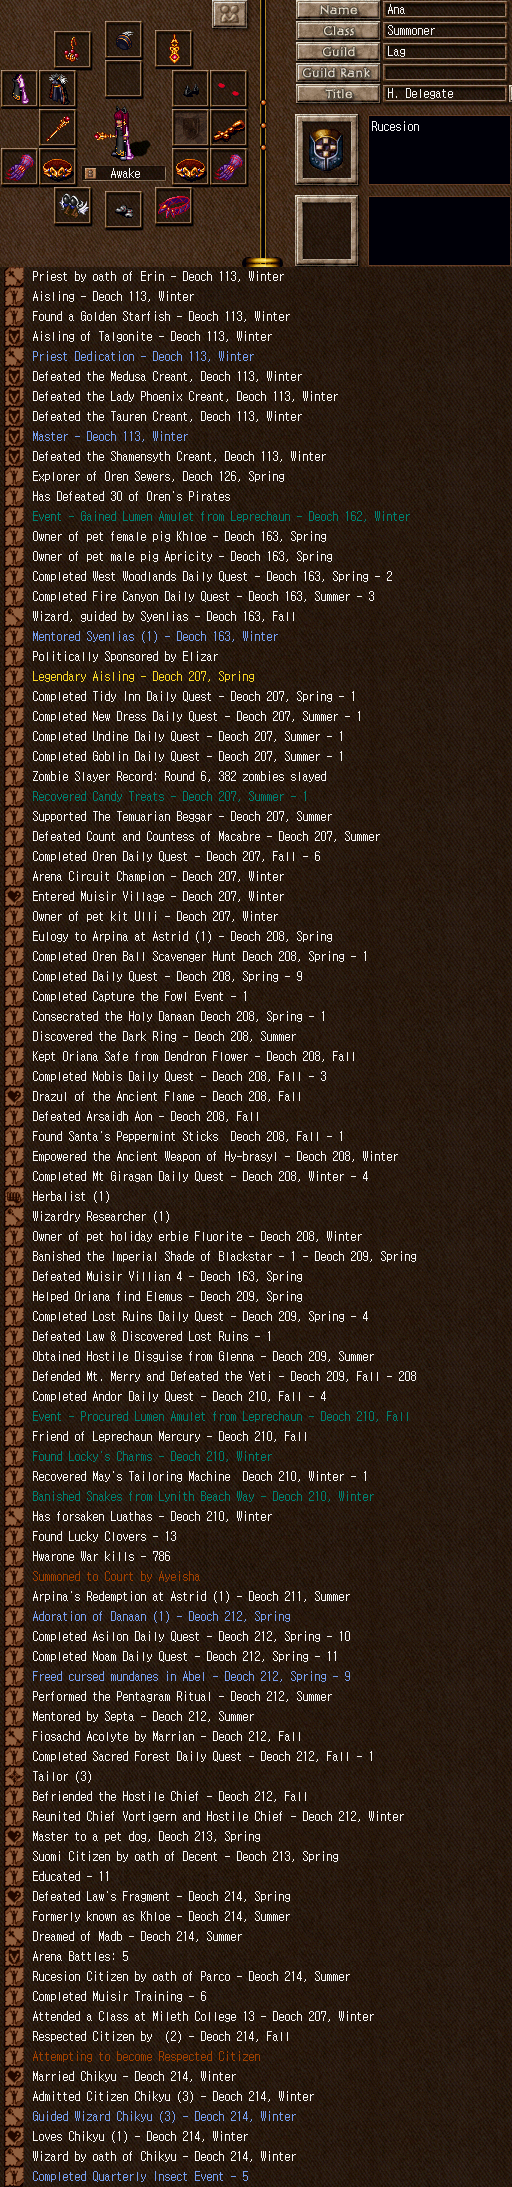 Name Ana
Class Summoner
Guild Lag
Guild Rank
Title H. Delegate
Rucesion
Awake
Priest by oath of Erin - Deoch 113, Winter
Aisling - Deoch 113, Winter
Found a Golden Starfish - Deoch 113, Winter
Aisling of Talgonite - Deoch 113, Winter
Priest Dedication - Deoch 113, Winter
Defeated the Medusa Creant, Deoch 113, Winter
Defeated the Lady Phoenix Creant, Deoch 113, Winter
Defeated the Tauren Creant, Deoch 113, Winter
Master - Deoch 113, Winter
Defeated the Shamensyth Creant, Deoch 113, Winter
Explorer of Oren Sewers, Deoch 126, Spring
Has Defeated 30 of Oren's Pirates
Event - Gained Lumen Amulet from Leprechaun - Deoch 162, Winter
Owner of pet female pig Khloe - Deoch 163, Spring
Owner of pet male pig Apricity - Deoch 163, Spring
Completed West Woodlands Daily Quest - Deoch 163, Spring - 2
Completed Fire Canyon Daily Quest - Deoch 163, Summer - 3
Wizard, guided by Syenlias - Deoch 163, Fall
Mentored Syenlias (1) - Deoch 163, Winter
Politically Sponsored by Elizar
Legendary Aisling - Deoch 207, Spring
Completed Tidy Inn Daily Quest - Deoch 207, Spring - 1
Completed New Dress Daily Quest - Deoch 207, Summer - 1
Completed Undine Daily Quest - Deoch 207, Summer - 1
Completed Goblin Daily Quest - Deoch 207, Summer - 1
Zombie Slayer Record: Round 6, 382 zombies slayed
Recovered Candy Treats - Deoch 207, Summer - 1
Supported The Temuarian Beggar - Deoch 207, Summer
Defeated Count and Countess of Macabre - Deoch 207, Summer
Completed Oren Daily Quest - Deoch 207, Fall - 6
Arena Circuit Champion - Deoch 207, Winter
Entered Muisir Village - Deoch 207, Winter
Owner of pet kit Ulli - Deoch 207, Winter
Eulogy to Arpina at Astrid (1) - Deoch 208, Spring
Completed Oren Ball Scavenger Hunt Deoch 208, Spring - 1
Completed Daily Quest - Deoch 208, Spring - 9
Completed Capture the Fowl Event - 1
Consecrated the Holy Danaan Deoch 208, Spring - 1
Discovered the Dark Ring - Deoch 208, Summer
Kept Oriana Safe from Dendron Flower - Deoch 208, Fall
Completed Nobis Daily Quest - Deoch 208, Fall - 3
Drazul of the Ancient Flame - Deoch 208, Fall
Defeated Arsaidh Aon - Deoch 208, Fall
Found Santa's Peppermint Sticks  Deoch 208, Fall - 1
Empowered the Ancient Weapon of Hy-brasyl - Deoch 208, Winter
Completed Mt Giragan Daily Quest - Deoch 208, Winter - 4
Herbalist (1)
Wizardry Researcher (1)
Owner of pet holiday erbie Fluorite - Deoch 208, Winter
Banished the Imperial Shade of Blackstar - 1 - Deoch 209, Spring
Defeated Muisir Villian 4 - Deoch 163, Spring
Helped Oriana find Elemus - Deoch 209, Spring
Completed Lost Ruins Daily Quest - Deoch 209, Spring - 4
Defeated Law & Discovered Lost Ruins - 1
Obtained Hostile Disguise from Glenna - Deoch 209, Summer
Defended Mt. Merry and Defeated the Yeti - Deoch 209, Fall - 208
Completed Andor Daily Quest - Deoch 210, Fall - 4
Event - Procured Lumen Amulet from Leprechaun - Deoch 210, Fall
Friend of Leprechaun Mercury - Deoch 210, Fall
Found Locky's Charms - Deoch 210, Winter
Recovered May's Tailoring Machine  Deoch 210, Winter - 1
Banished Snakes from Lynith Beach Way - Deoch 210, Winter
Has forsaken Luathas - Deoch 210, Winter
Found Lucky Clovers - 13
Hwarone War kills - 786
Summoned to Court by Ayeisha
Arpina's Redemption at Astrid (1) - Deoch 211, Summer
Adoration of Danaan (1) - Deoch 212, Spring
Completed Asilon Daily Quest - Deoch 212, Spring - 10
Completed Noam Daily Quest - Deoch 212, Spring - 11
Freed cursed mundanes in Abel - Deoch 212, Spring - 9
Performed the Pentagram Ritual - Deoch 212, Summer
Mentored by Septa - Deoch 212, Summer
Fiosachd Acolyte by Marrian - Deoch 212, Fall
Completed Sacred Forest Daily Quest - Deoch 212, Fall - 1
Tailor (3)
Befriended the Hostile Chief - Deoch 212, Fall
Reunited Chief Vortigern and Hostile Chief - Deoch 212, Winter
Master to a pet dog, Deoch 213, Spring
Suomi Citizen by oath of Decent - Deoch 213, Spring
Educated - 11
Defeated Law's Fragment - Deoch 214, Spring
Formerly known as Khloe - Deoch 214, Summer
Dreamed of Madb - Deoch 214, Summer
Arena Battles: 5
Rucesion Citizen by oath of Parco - Deoch 214, Summer
Completed Muisir Training - 6
Attended a Class at Mileth College 13 - Deoch 207, Winter
Respected Citizen by  (2) - Deoch 214, Fall
Attempting to become Respected Citizen
Married Chikyu - Deoch 214, Winter
Admitted Citizen Chikyu (3) - Deoch 214, Winter
Guided Wizard Chikyu (3) - Deoch 214, Winter
Loves Chikyu (1) - Deoch 214, Winter
Wizard by oath of Chikyu - Deoch 214, Winter
Completed Quarterly Insect Event - 5